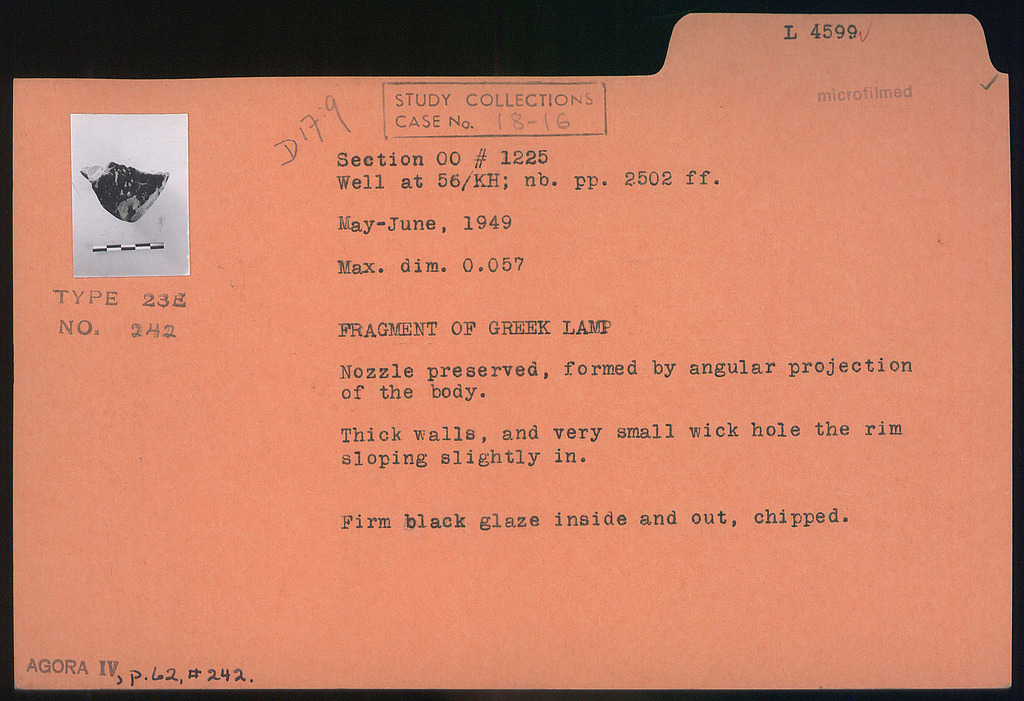 L 4599
microfilmed
D 17:9
STUDY COLLECTIONS
CASE No. 18-16
Section OO # 1225
Well at 56/KH; nb. pp. 2502 ff.
May-June, 1949
Max. dim. 0.057
TYPE 23E
NO. 242
FRAGMENT OF GREEK LAMP
Nozzle preserved, formed by angular projection
of the body.
Thick walls, and very small wick hole the rim
sloping slightly in.
Firm black glaze inside and out, chipped.
AGORA IV, p.62, #242.